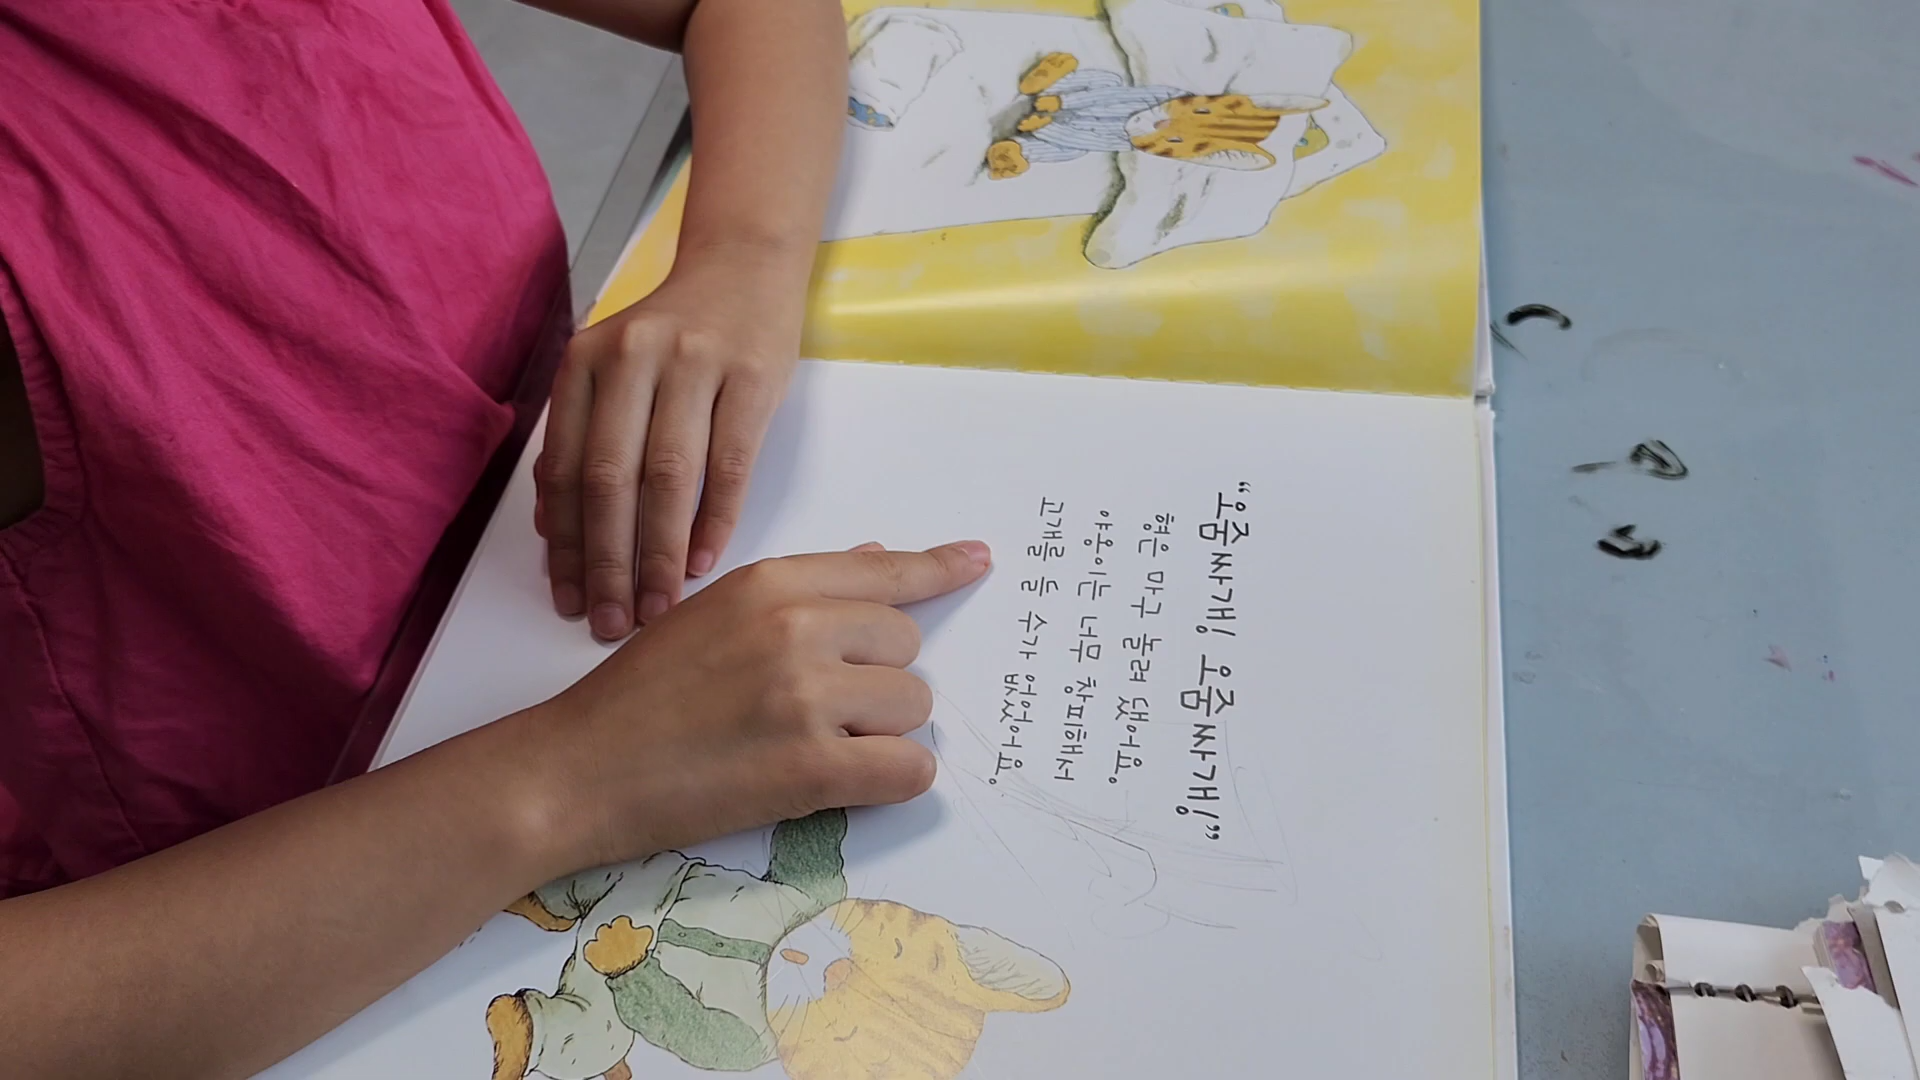 “오줌싸개! 오줌싸개!”
형은 마구 놀려 댔어요.
야옹이는 너무 창피해서
고개를 들 수가 없었어요.